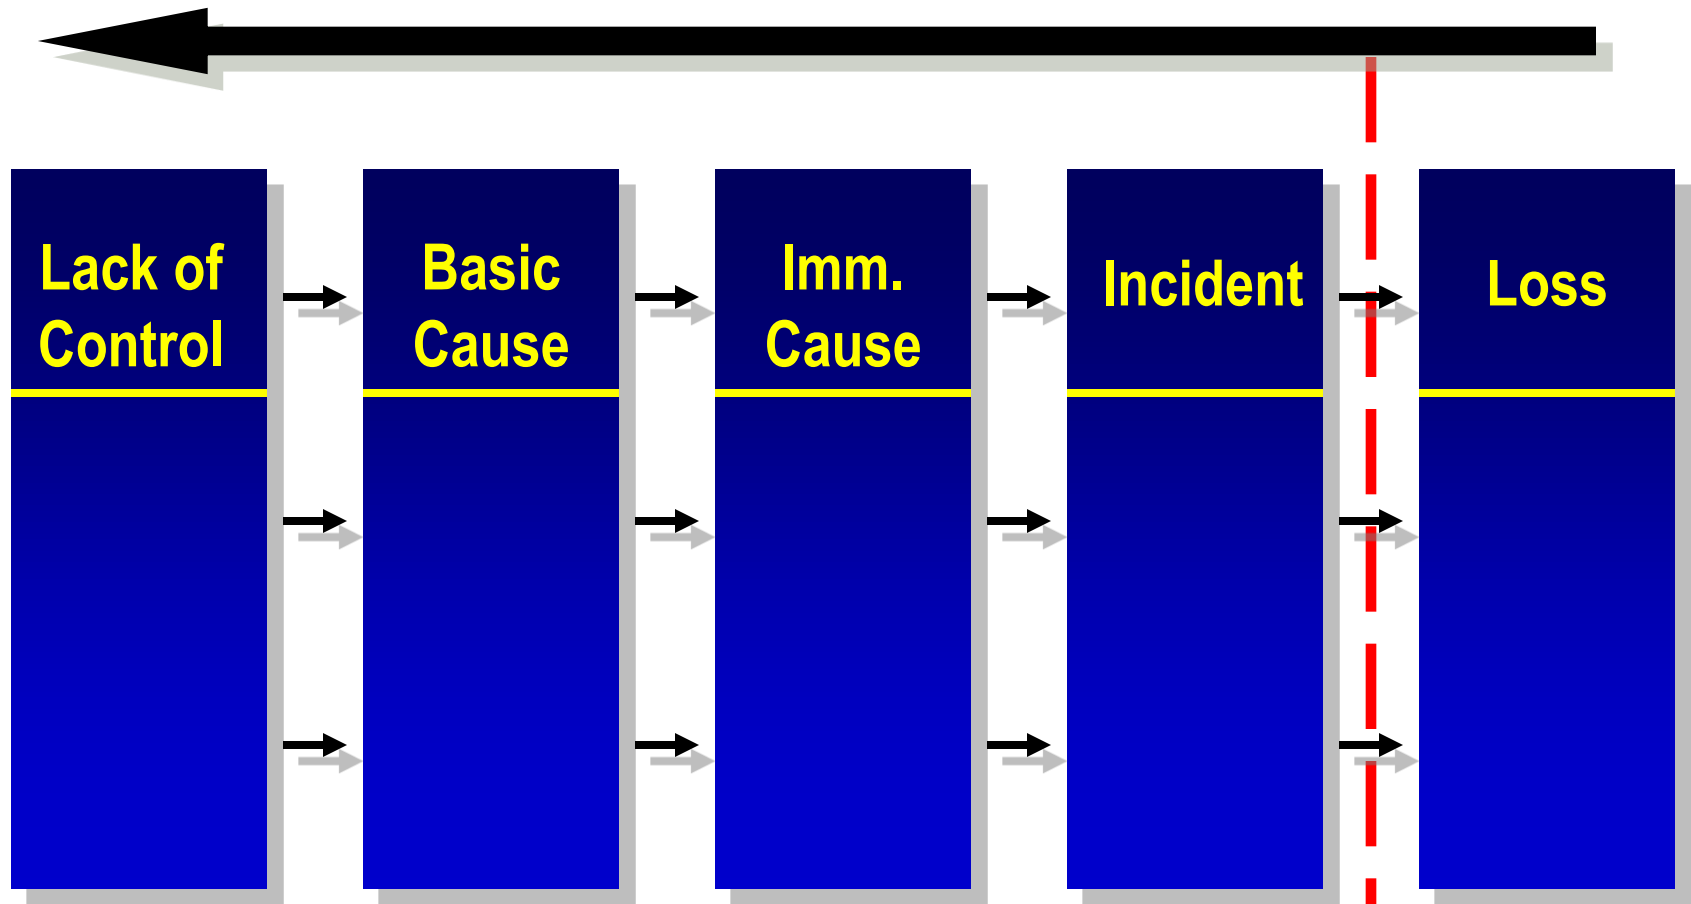 Lack of
Control
Basic
Cause
Imm.
Cause
Incident
Loss